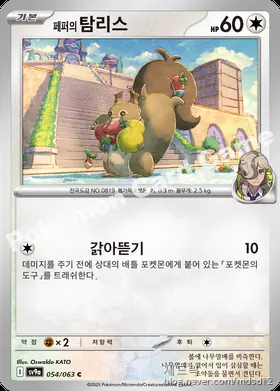 기본
페퍼의 탐리스
HP 60
전국도감 NO.0819 볼가득포켓몬 키: 0.3 m 몸무게: 2.5 kg
갉아뜯기 10
데미지를 주기 전에 상대의 배틀 포켓몬에게 붙어 있는 「포켓몬의
도구」를 트래쉬한다.
약점 ×2 저항력 후퇴
Illus. Oswaldo KATO
sv9a 054/063 C
©2025 Pokémon/Nintendo/Creatures/GAME FREAK